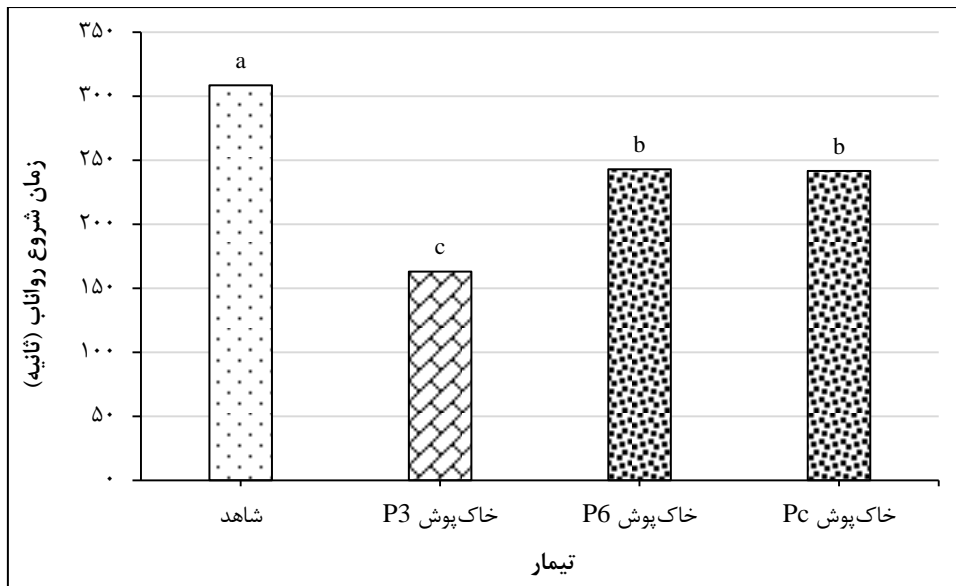 ۳۵۰
۳۰۰
۲۵۰
۲۰۰
۱۵۰
۱۰۰
۵۰
۰
زمان شروع رواناب (ثانیه)
a
c
b
b
شاهد
خاک‌پوش P3
خاک‌پوش P6
خاک‌پوش Pc
تیمار